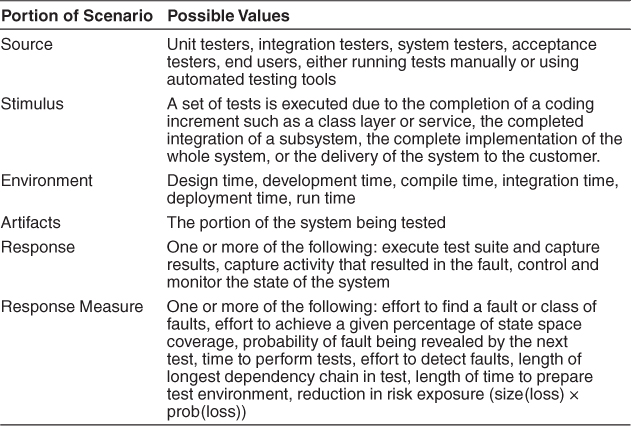 Portion of Scenario Possible Values
Source Unit testers, integration testers, system testers, acceptance
testers, end users, either running tests manually or using
automated testing tools
Stimulus A set of tests is executed due to the completion of a coding
increment such as a class layer or service, the completed
integration of a subsystem, the complete implementation of the
whole system, or the delivery of the system to the customer.
Environment Design time, development time, compile time, integration time,
deployment time, run time
Artifacts The portion of the system being tested
Response One or more of the following: execute test suite and capture
results, capture activity that resulted in the fault, control and
monitor the state of the system
Response Measure One or more of the following: effort to find a fault or class of
faults, effort to achieve a given percentage of state space
coverage, probability of fault being revealed by the next
test, time to perform tests, effort to detect faults, length of
longest dependency chain in test, length of time to prepare
test environment, reduction in risk exposure (size(loss) ×
prob(loss))